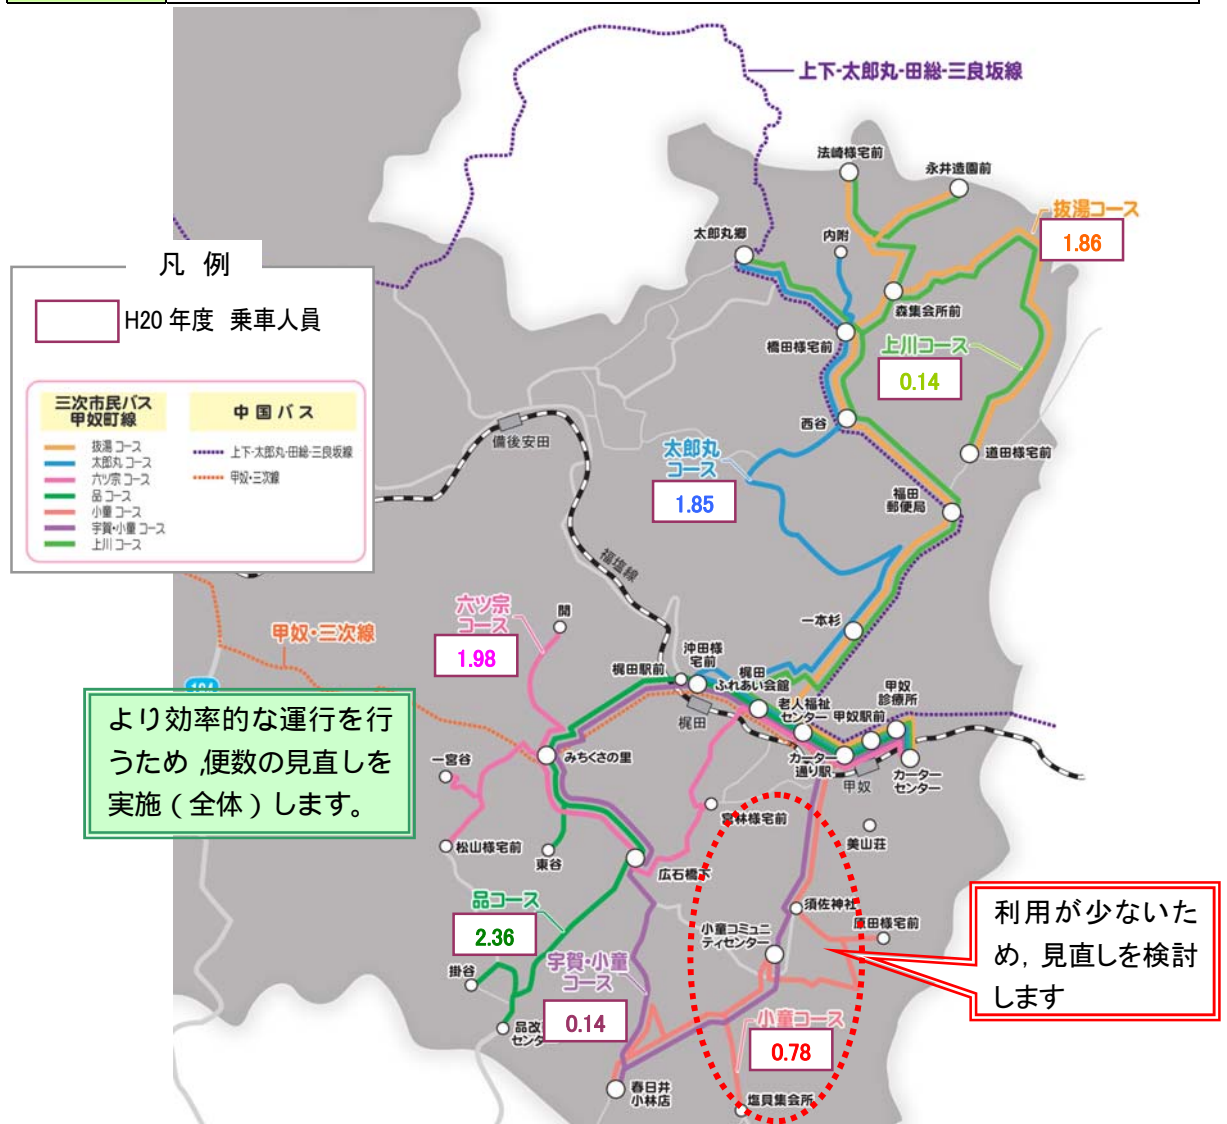 上下-太郎丸-田総-三良坂線
法崎様宅前
永井造園前
抜湯コース
1.86
太郎丸郷
内附
凡 例
H20 年度 乗車人員
三次市民バス
甲奴町線
中 国 バ ス
抜湯 コース
太郎丸 コース
六ツ宗 コース
品 コース
小童 コース
宇賀・小童 コース
上川 コース
上下・太郎丸・田総・三良坂線
甲奴・三次線
森集会所前
橋田様宅前
上川コース
0.14
西谷
備後安田
太郎丸
コース
1.85
道田様宅前
福田
郵便局
福塩線
六ツ宗
コース
1.98
開
甲奴・三次線
一本杉
沖田様
宅前
梶田駅前
梶田
ふれあい会館
梶田
老人福祉
センター
甲奴
診療所
甲奴駅前
カーター
通り駅
甲奴
カーター
センター
より効率的な運行を行
うため ,便数の見直しを
実施 ( 全体 ) します。
みちくさの里
一宮谷
松山様宅前
東谷
宮林様宅前
美山荘
広石橋下
品コース
2.36
須佐神社
原田様宅前
小童コミュニ
ティセンター
利用が少ないた
め, 見直しを検討
します
掛谷
宇賀・小童
コース
0.14
品改
センタ
小童コース
0.78
春日井
小林店
塩貝集会所